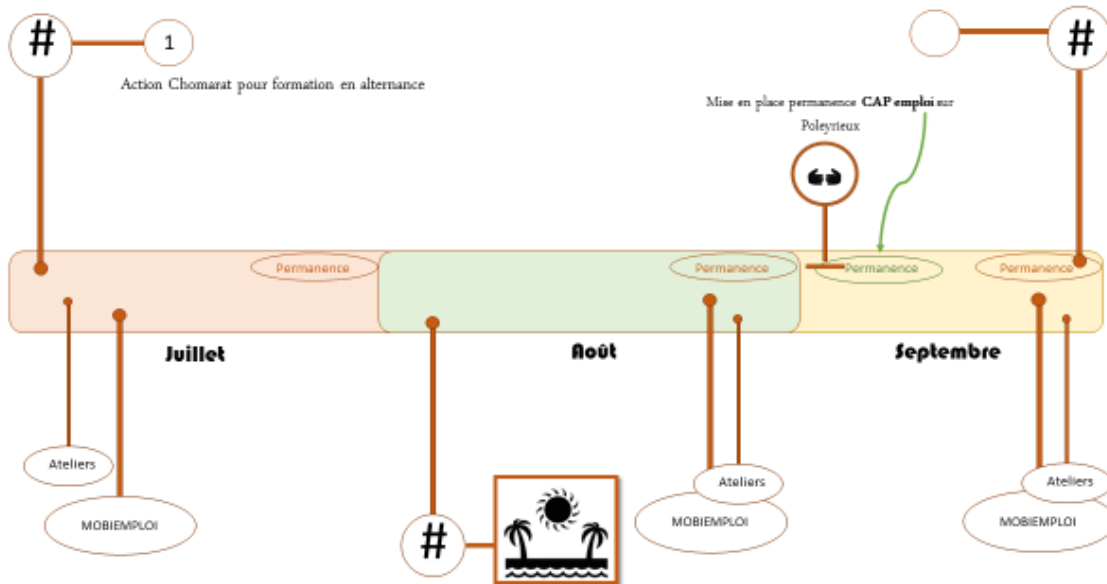 #
1
#
Action Chomarat pour formation en alternance
Mise en place permanence CAP emploi sur
Poleyrieux
Permanence
Permanence
Permanence
Permanence
Juillet
Août
Septembre
Ateliers
MOBIEMPLOI
#
Ateliers
MOBIEMPLOI
Ateliers
MOBIEMPLOI